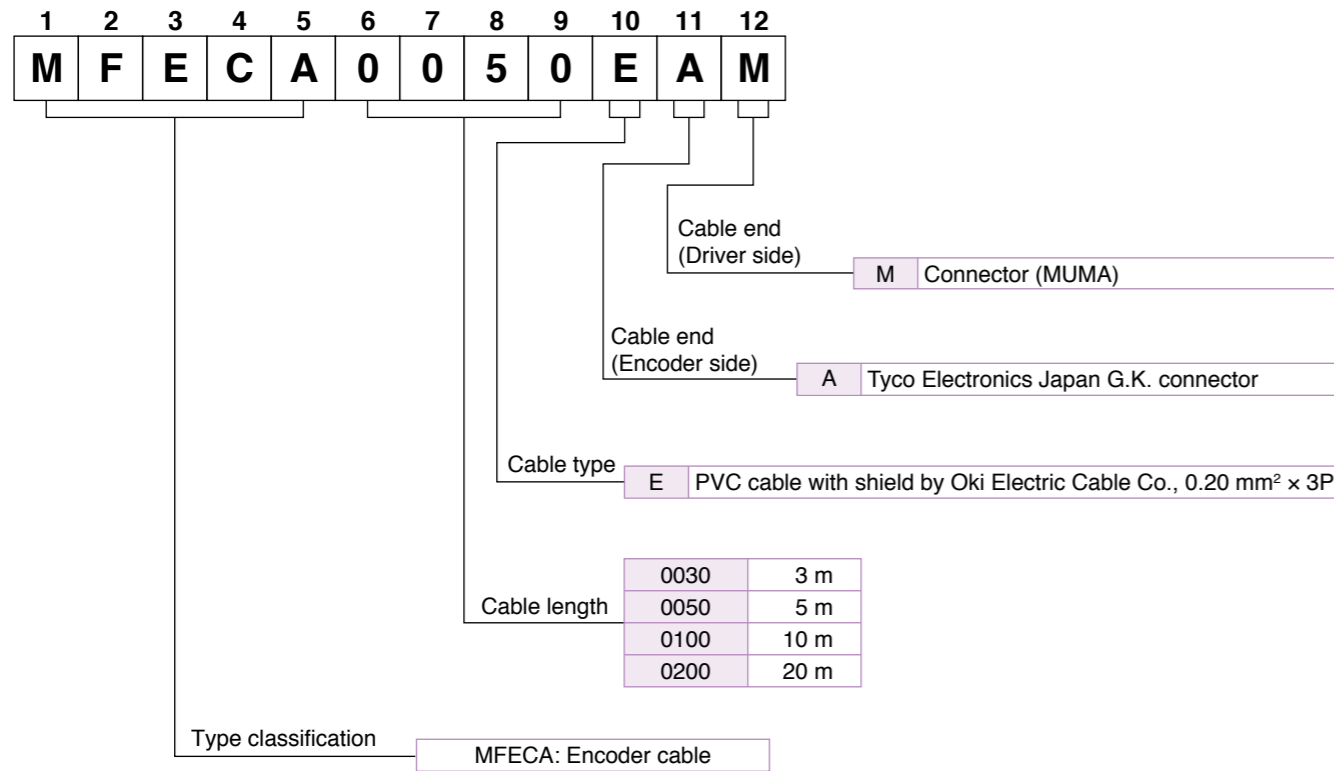 1 2 3 4 5 6 7 8 9 10 11 12
M F E C A 0 0 5 0 E A M
Cable end
(Driver side)
M Connector (MUMA)
Cable end
(Encoder side)
A Tyco Electronics Japan G.K. connector
Cable type
E PVC cable with shield by Oki Electric Cable Co., 0.20 mm² × 3P
0030 3 m
Cable length
0050 5 m
0100 10 m
0200 20 m
Type classification
MFECA: Encoder cable